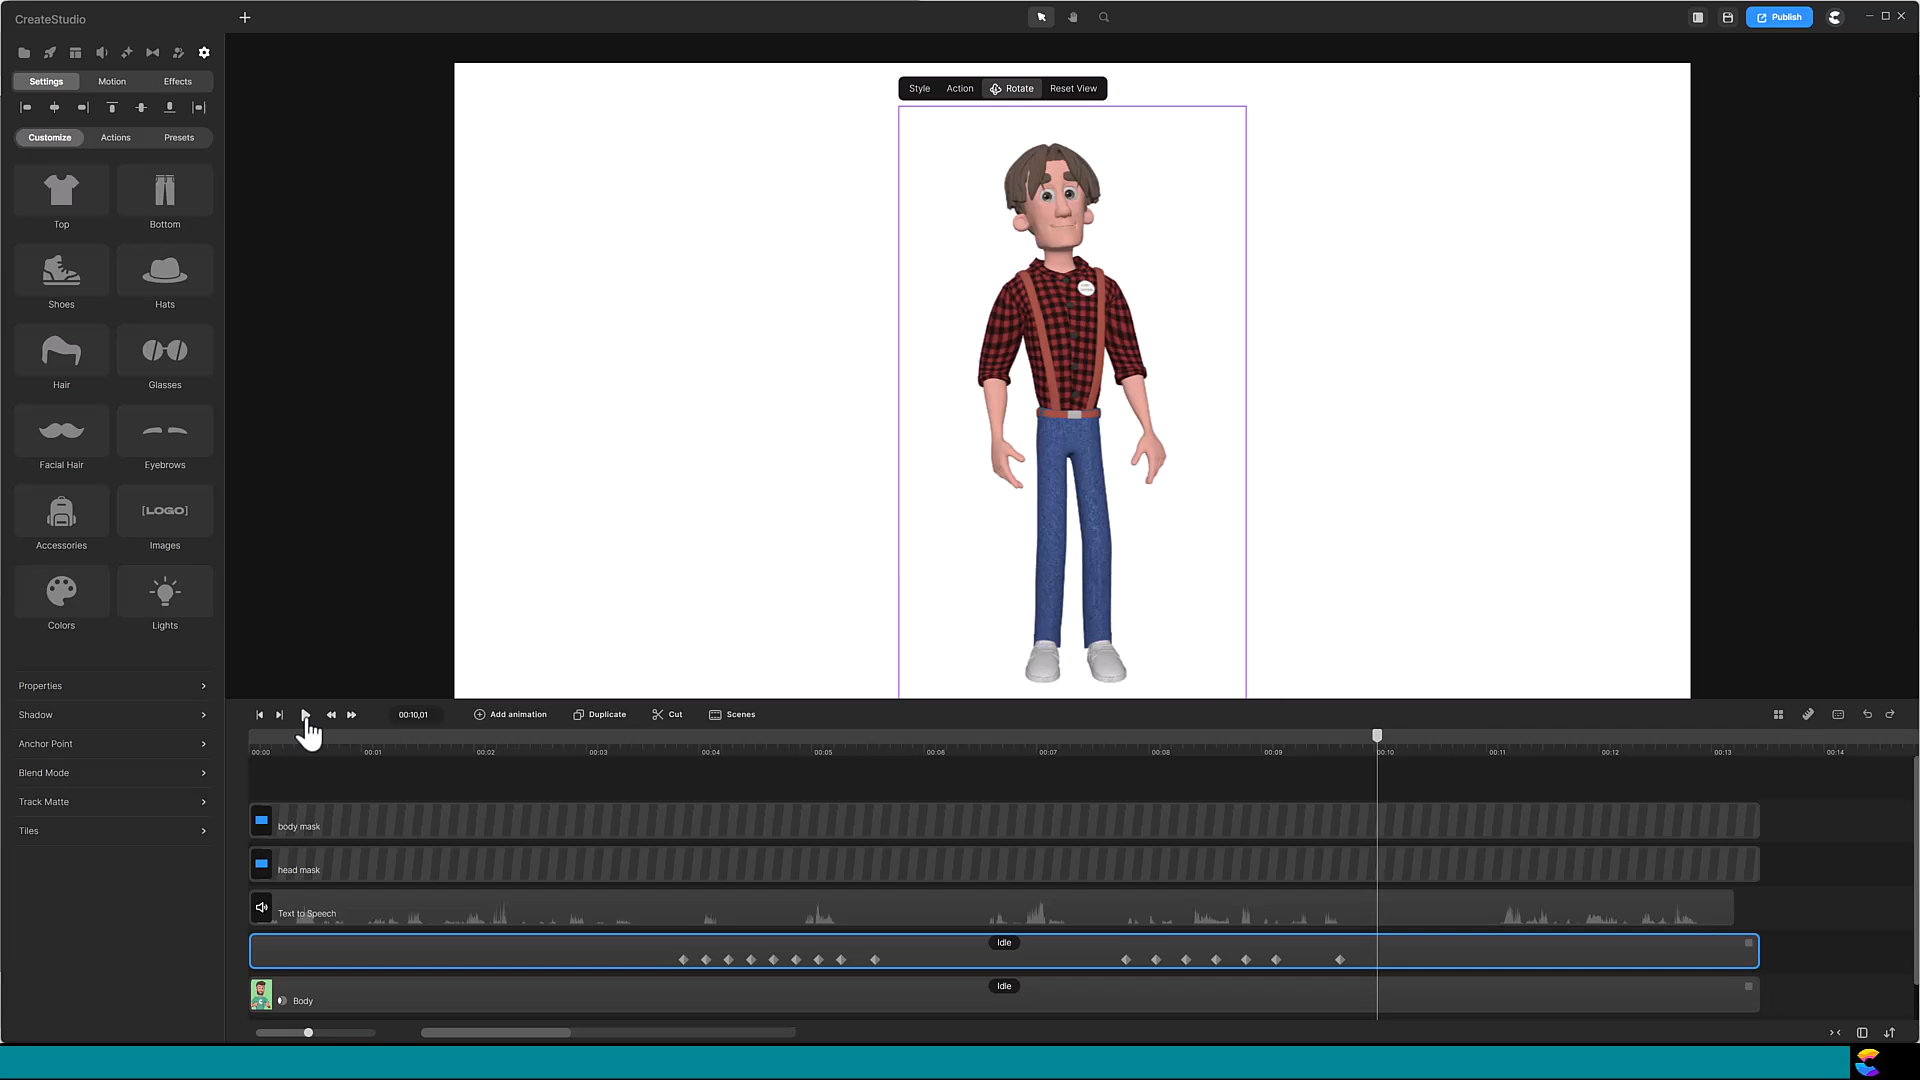 CreateStudio
Publish
Settings Motion Effects
Customize Actions Presets
Top Bottom
Shoes Hats
Hair Glasses
Facial Hair Eyebrows
[LOGO]
Accessories Images
Colors Lights
Properties
Shadow
Anchor Point
Blend Mode
Track Matte
Tiles
Style Action Rotate Reset View
00:10,01 Add animation Duplicate Cut Scenes
00:00 00:01 00:02 00:03 00:04 00:05 00:06 00:07 00:08 00:09 00:10 00:11 00:12 00:13 00:14
body mask
head mask
Text to Speech
Idle
Idle
Body